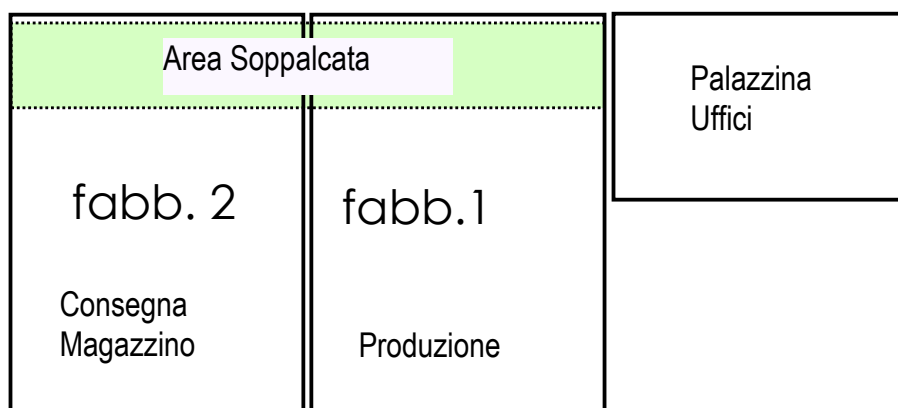 Area Soppalcata
Palazzina
Uffici
fabb. 2
fabb.1
Consegna
Magazzino
Produzione